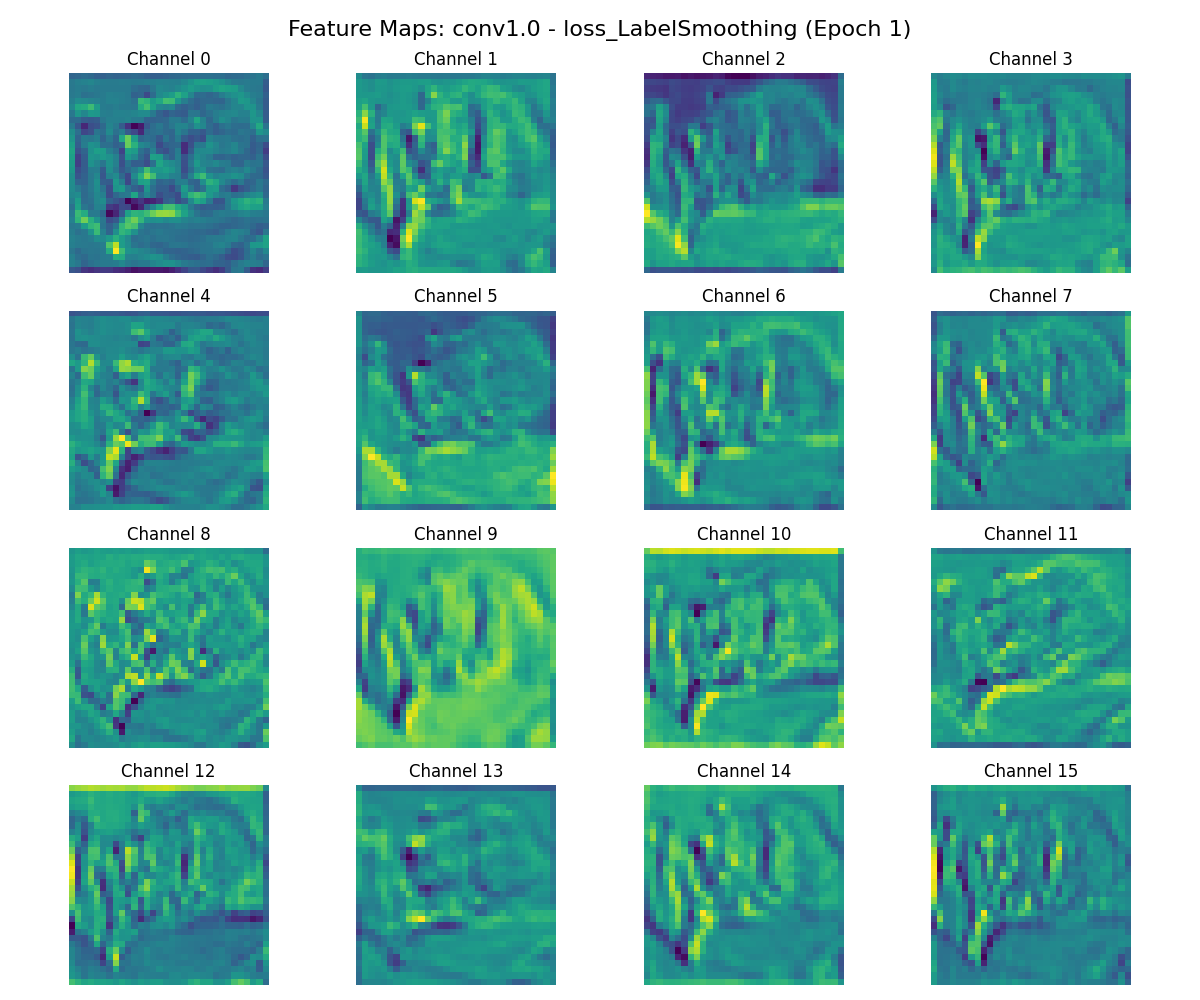 Feature Maps: conv1.0 - loss_LabelSmoothing (Epoch 1)
Channel 0 Channel 1 Channel 2 Channel 3
Channel 4 Channel 5 Channel 6 Channel 7
Channel 8 Channel 9 Channel 10 Channel 11
Channel 12 Channel 13 Channel 14 Channel 15